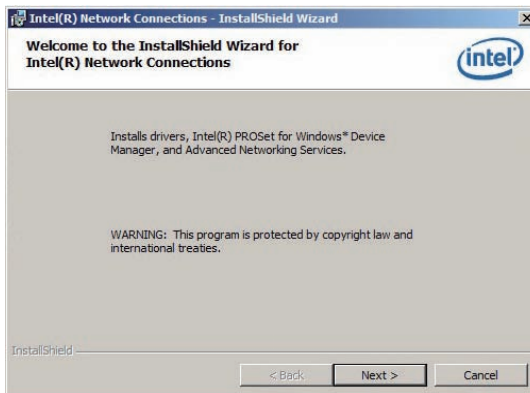 Intel(R) Network Connections - InstallShield Wizard
Welcome to the InstallShield Wizard for
Intel(R) Network Connections
intel
Installs drivers, Intel(R) PROSet for Windows* Device
Manager, and Advanced Networking Services.
WARNING: This program is protected by copyright law and
international treaties.
InstallShield
< Back
Next >
Cancel